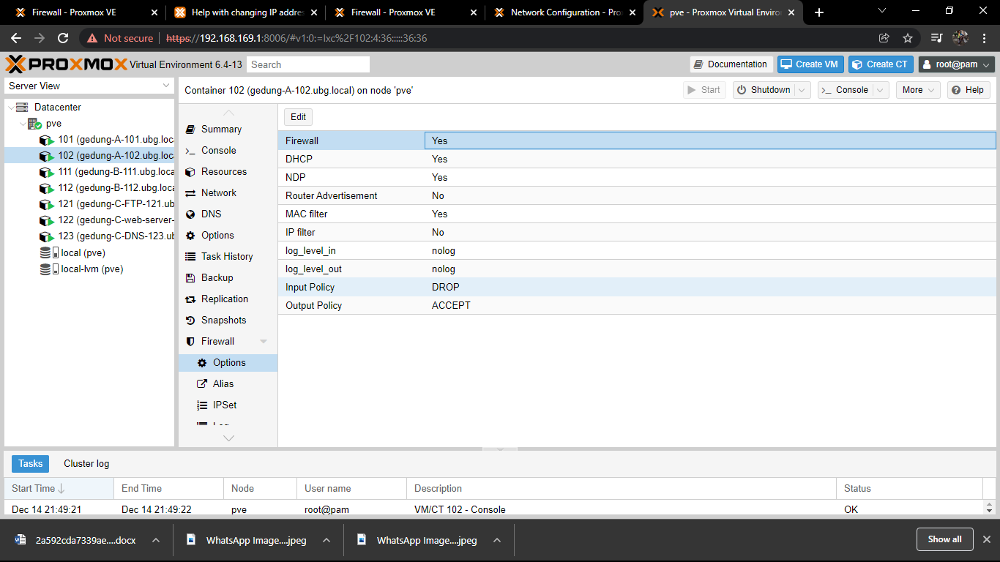 Firewall - Proxmox VE
Help with changing IP addre
Firewall - Proxmox VE
Network Configuration - Pro
pve - Proxmox Virtual Enviro
Not secure https://192.168.169.1:8006/#v1:0:=lxc%2F102:4:36:::::36:36
PROXMOX Virtual Environment 6.4-13 Search Documentation Create VM Create CT root@pam
Server View
Container 102 (gedung-A-102.ubg.local) on node 'pve' Start Shutdown Console More Help
Datacenter
pve
101 (gedung-A-101.ubg.loca
102 (gedung-A-102.ubg.loca
111 (gedung-B-111.ubg.loca
112 (gedung-B-112.ubg.loca
121 (gedung-C-FTP-121.ub
122 (gedung-C-web-server-
123 (gedung-C-DNS-123.ub
local (pve)
local-lvm (pve)
Summary
Console
Resources
Network
DNS
Options
Task History
Backup
Replication
Snapshots
Firewall
Options
Alias
IPSet
Edit
Firewall Yes
DHCP Yes
NDP Yes
Router Advertisement No
MAC filter Yes
IP filter No
log_level_in nolog
log_level_out nolog
Input Policy DROP
Output Policy ACCEPT
Tasks Cluster log
Start Time End Time Node User name Description Status
Dec 14 21:49:21 Dec 14 21:49:22 pve root@pam VM/CT 102 - Console OK
2a592cda7339ae....docx WhatsApp Image....jpeg WhatsApp Image....jpeg Show all